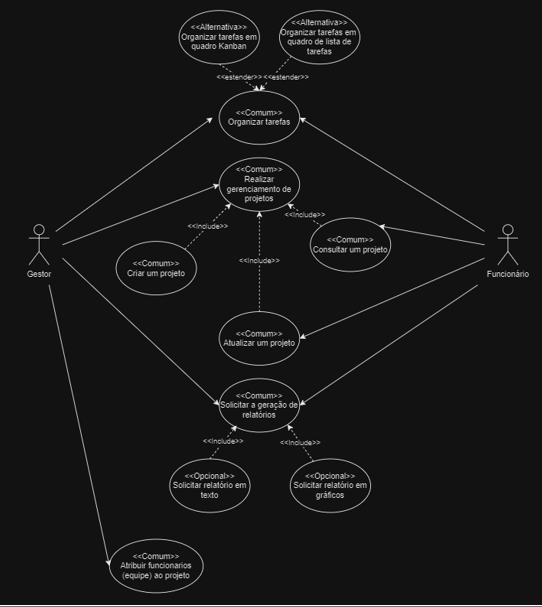 <<Alternativa>>
Organizar tarefas em
quadro Kanban
<<Alternativa>>
Organizar tarefas em
quadro de lista de
tarefas
<<estender>>
<<estender>>
<<Comum>>
Organizar tarefas
<<Comum>>
Realizar
gerenciamento de
projetos
<<Include>>
<<Include>>
<<Comum>>
Consultar um projeto
<<Include>>
<<Comum>>
Criar um projeto
Gestor
Funcionário
<<Comum>>
Atualizar um projeto
<<Comum>>
Solicitar a geração de
relatórios
<<Include>>
<<Include>>
<<Opcional>>
Solicitar relatório em
texto
<<Opcional>>
Solicitar relatório em
gráficos
<<Comum>>
Atribuir funcionarios
(equipe) ao projeto